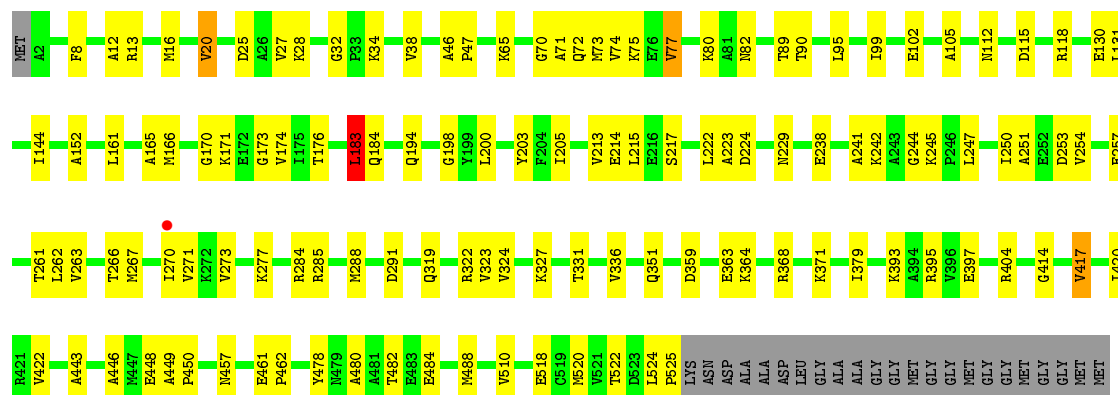 MET A2 F8 A12 R13 M16 V20 D25 A26 V27 K28 G32 P33 K34 V38 A46 P47 K65 G70 A71 Q72 M73 V74 K75 E76 V77 K80 A81 N82 T89 T90 L95 I99 E102 A105 N112 D115 R118 E130
I144 A152 L161 A165 M166 G170 K171 E172 G173 V174 I175 T176 L183 Q184 Q194 G198 Y199 L200 Y203 F204 I205 V213 E214 L215 E216 S217 L222 A223 D224 N229 E238 A241 K242 A243 G244 K245 P246 L247 I250 A251 E252 D253 V254
T261 L262 V263 T266 M267 I270 V271 K272 V273 K277 R284 R285 M288 D291 Q319 R322 V323 V324 K327 T331 V336 Q351 D359 E363 K364 R368 K371 I379 K393 A394 R395 V396 E397 R404 G414 V417
R421 V422 A443 A446 M447 E448 A449 P450 N457 E461 P462 Y478 N479 A480 A481 T482 E483 E484 M488 V510 E518 C519 M520 V521 T522 D523 L524 P525 LYS ASN ASP ALA ALA ASP LEU GLY ALA ALA GLY GLY MET GLY GLY MET GLY GLY MET MET